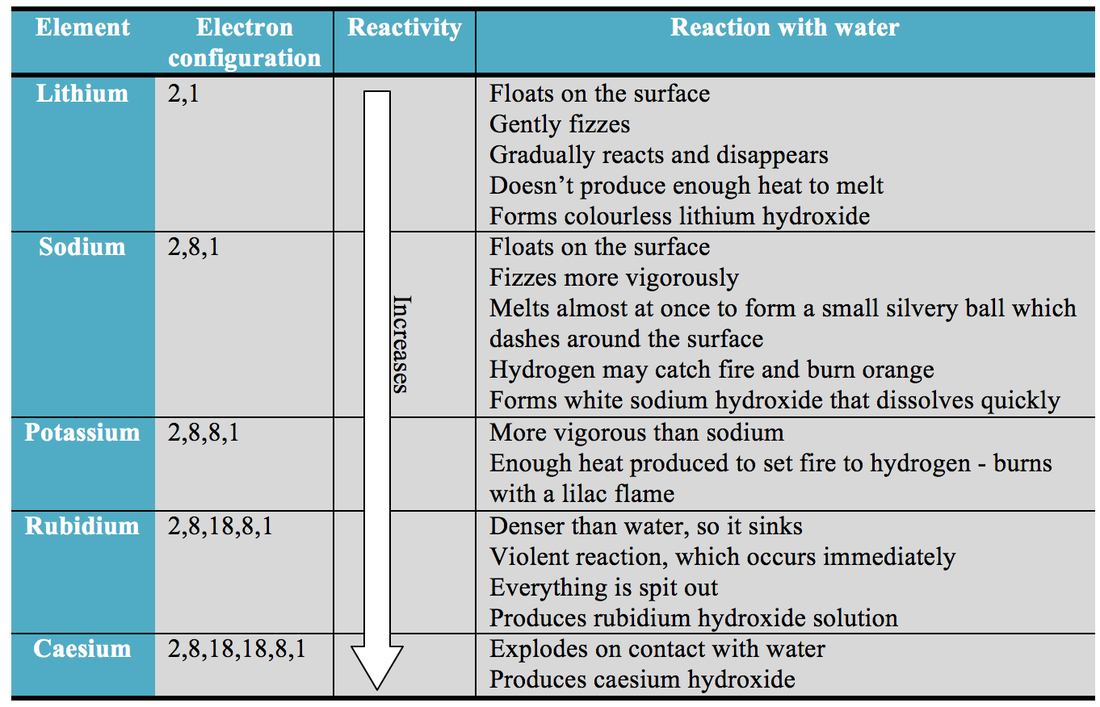 Element
Electron
configuration
Reactivity
Reaction with water
Lithium
2,1
Floats on the surface
Gently fizzes
Gradually reacts and disappears
Doesn’t produce enough heat to melt
Forms colourless lithium hydroxide
Sodium
2,8,1
Floats on the surface
Fizzes more vigorously
Melts almost at once to form a small silvery ball which
dashes around the surface
Hydrogen may catch fire and burn orange
Forms white sodium hydroxide that dissolves quickly
Increases
Potassium
2,8,8,1
More vigorous than sodium
Enough heat produced to set fire to hydrogen - burns
with a lilac flame
Rubidium
2,8,18,8,1
Denser than water, so it sinks
Violent reaction, which occurs immediately
Everything is spit out
Produces rubidium hydroxide solution
Caesium
2,8,18,18,8,1
Explodes on contact with water
Produces caesium hydroxide